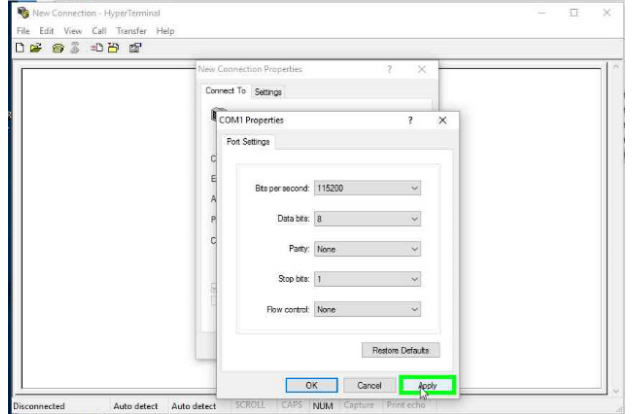 New Connection - HyperTerminal
File Edit View Call Transfer Help
New Connection Properties ?
Connect To Settings
COM1 Properties ?
Port Settings
C
E
A
P
C
Bits per second: 115200
Data bits: 8
Parity: None
Stop bits: 1
Flow control: None
Restore Defaults
OK Cancel Apply
Disconnected Auto detect Auto detect SCROLL CAPS NUM Capture Print echo